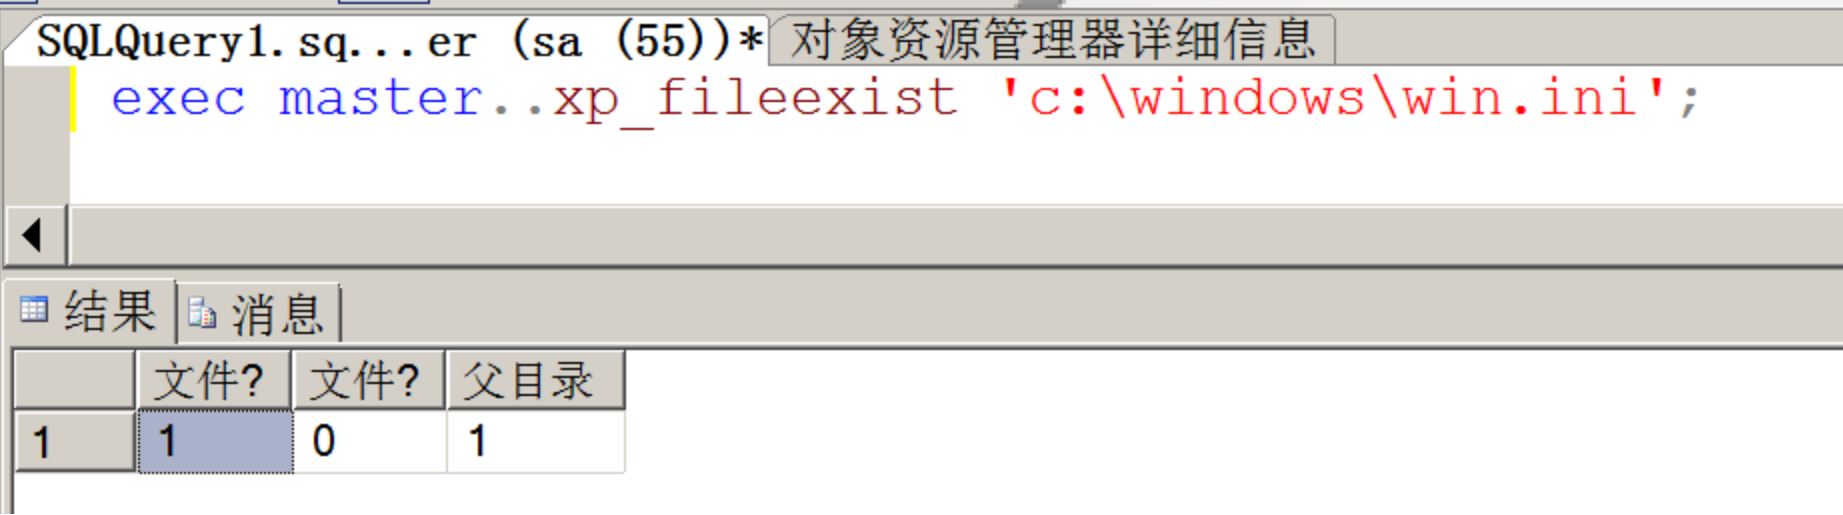 SQLQuery1.sq...er (sa (55))* 对象资源管理器详细信息
exec master..xp_fileexist 'c:\windows\win.ini';
结果 消息
文件? 文件? 父目录
1 1 0 1